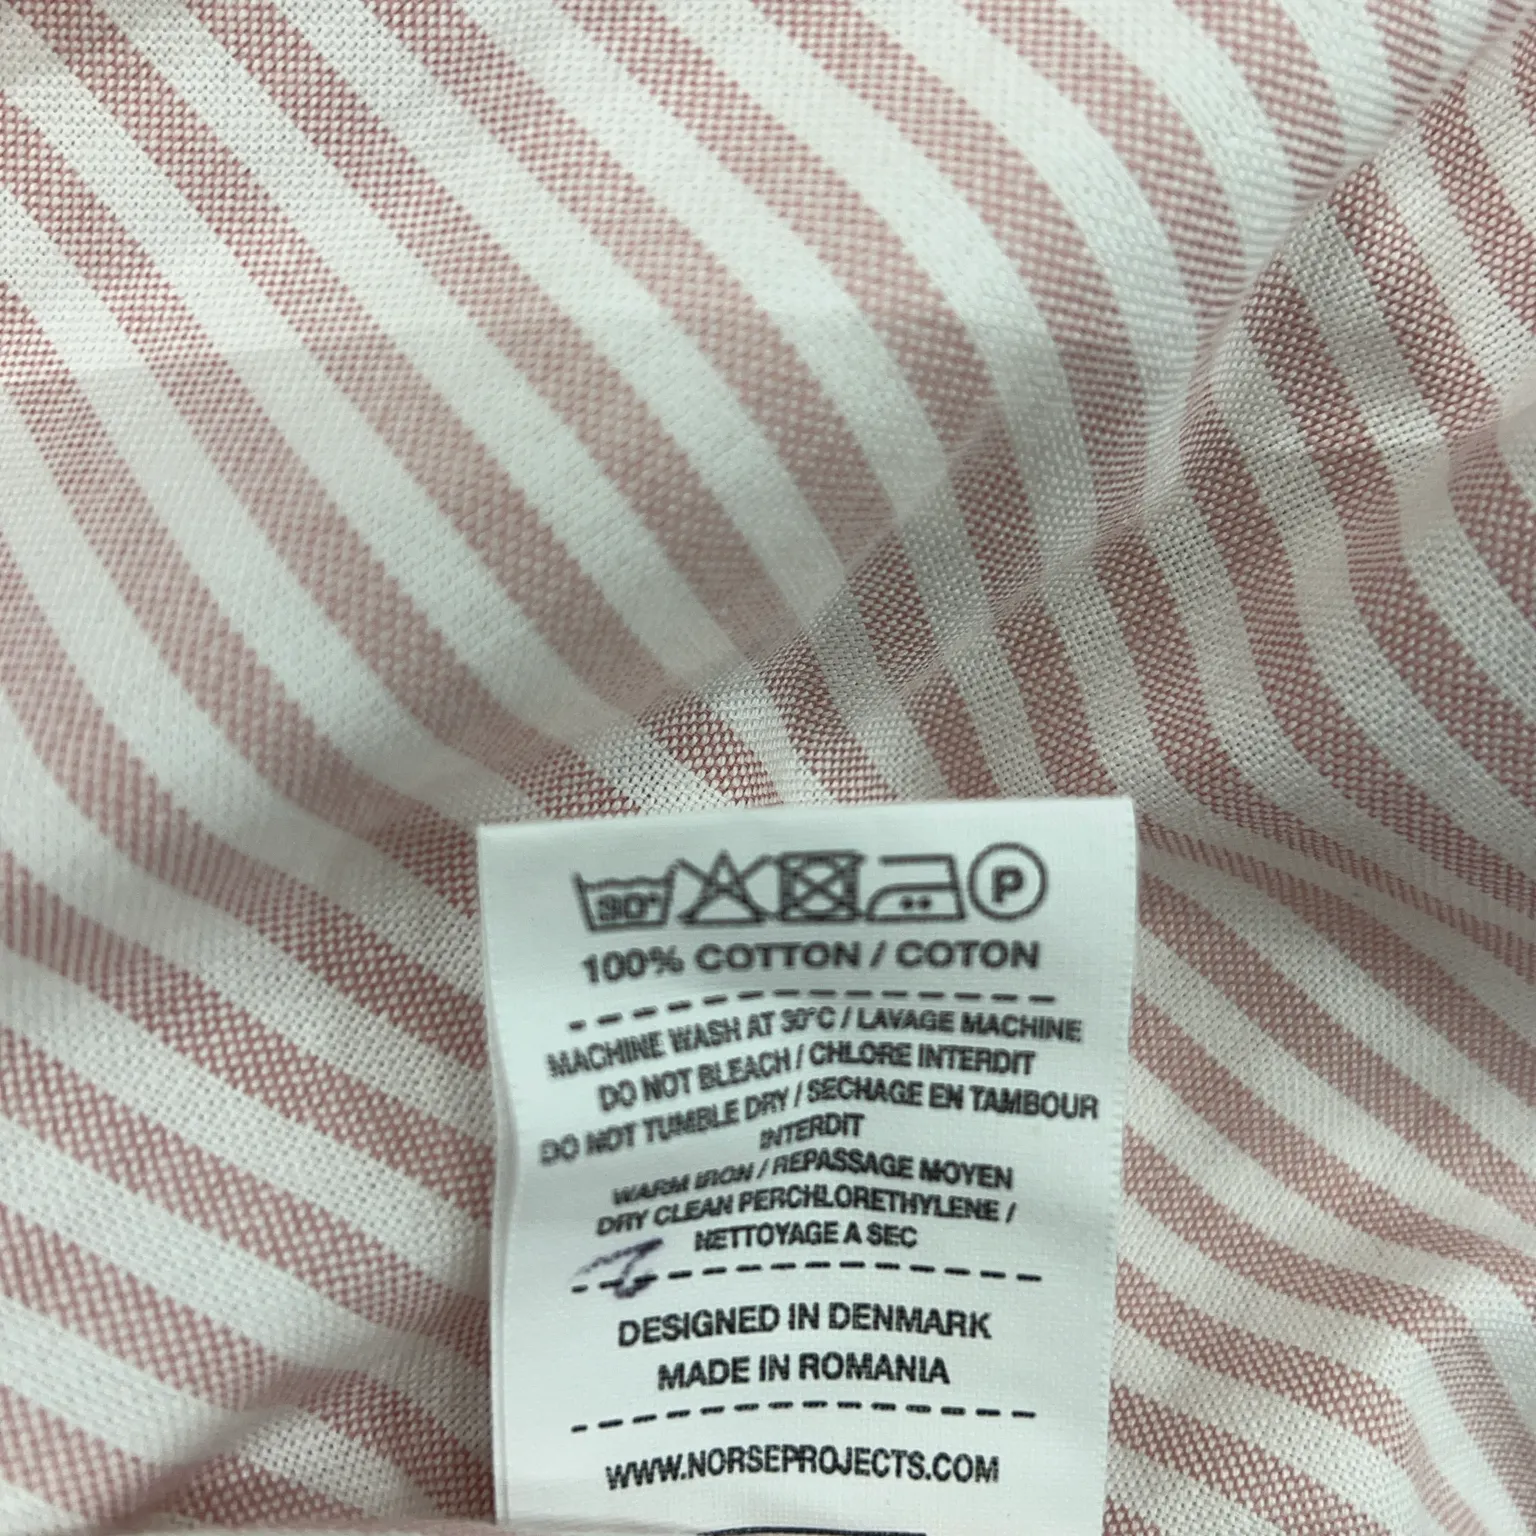 30° P
100% COTTON / COTON
MACHINE WASH AT 30°C / LAVAGE MACHINE
DO NOT BLEACH / CHLORE INTERDIT
DO NOT TUMBLE DRY / SECHAGE EN TAMBOUR
INTERDIT
WARM IRON / REPASSAGE MOYEN
DRY CLEAN PERCHLORETHYLENE /
NETTOYAGE A SEC
DESIGNED IN DENMARK
MADE IN ROMANIA
WWW.NORSEPROJECTS.COM